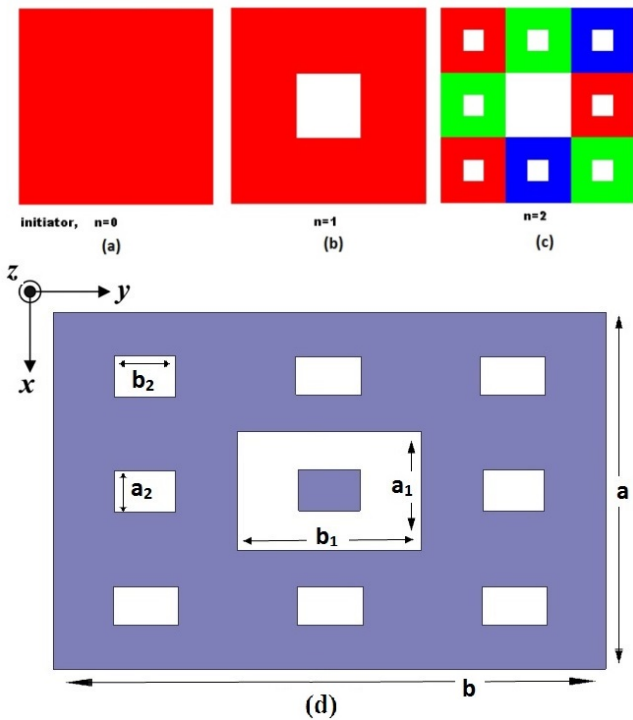 initiator, n=0
n=1
n=2
(a)
(b)
(c)
z
y
x
b₂
a₂
a₁
b₁
a
b
(d)